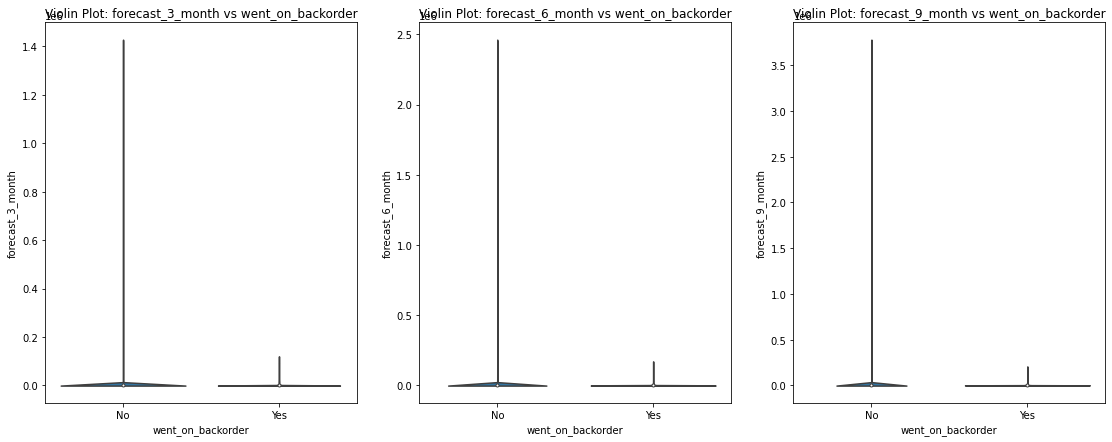 Violin Plot: forecast_3_month vs went_on_backorder
1e6
1.4
1.2
1.0
0.8
0.6
0.4
0.2
0.0
forecast_3_month
No
Yes
went_on_backorder
Violin Plot: forecast_6_month vs went_on_backorder
1e6
2.5
2.0
1.5
1.0
0.5
0.0
forecast_6_month
No
Yes
went_on_backorder
Violin Plot: forecast_9_month vs went_on_backorder
1e6
3.5
3.0
2.5
2.0
1.5
1.0
0.5
0.0
forecast_9_month
No
Yes
went_on_backorder